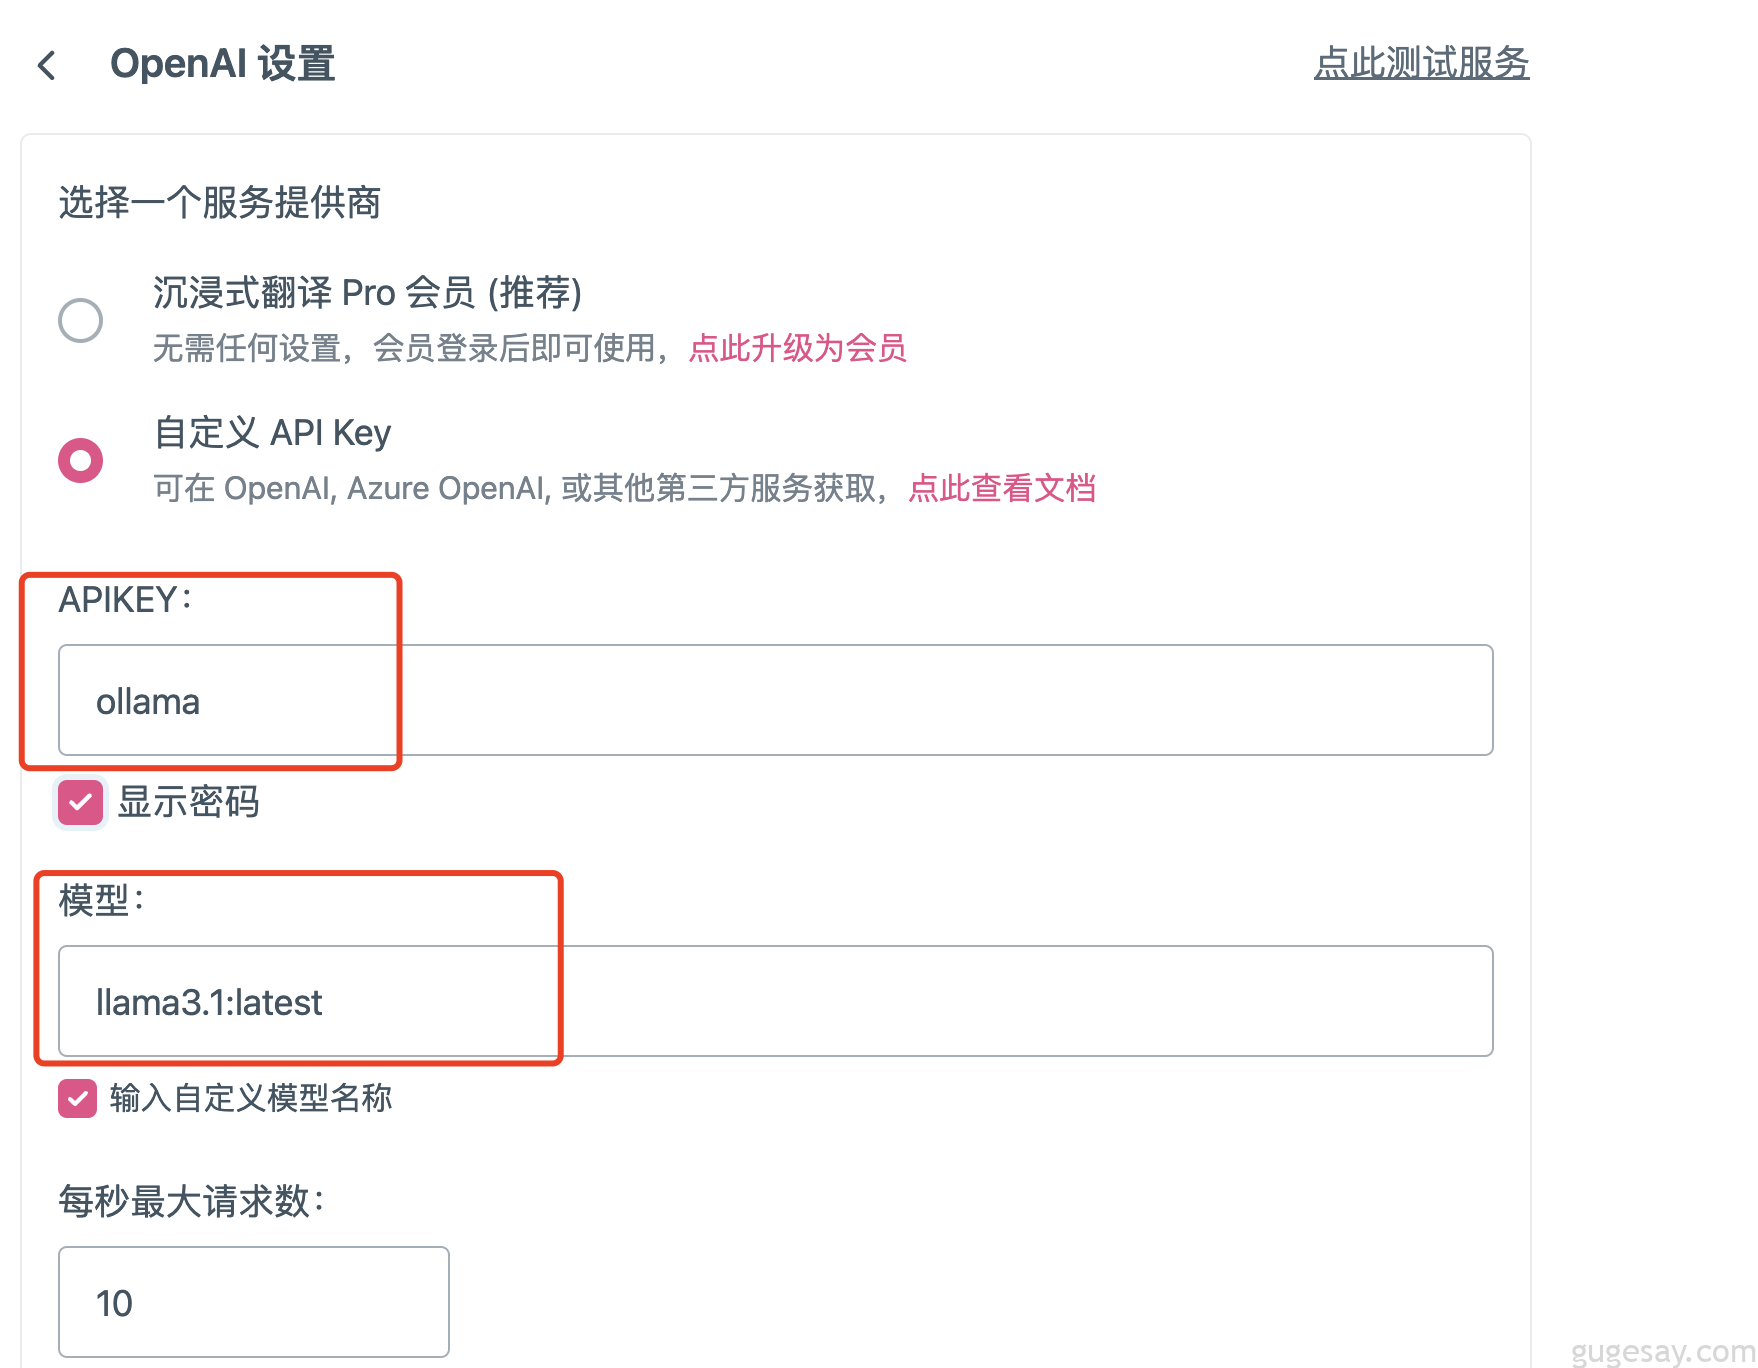 OpenAI 设置
点此测试服务
选择一个服务提供商
沉浸式翻译 Pro 会员 (推荐)
无需任何设置，会员登录后即可使用，点此升级为会员
自定义 API Key
可在 OpenAI, Azure OpenAI, 或其他第三方服务获取，点此查看文档
APIKEY：
ollama
显示密码
模型：
llama3.1:latest
输入自定义模型名称
每秒最大请求数：
10
gugesay.com